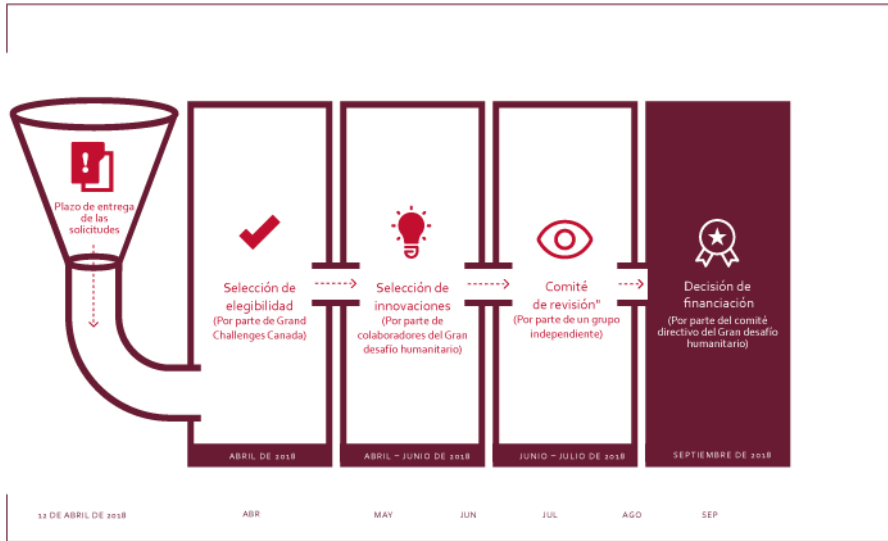 Plazo de entrega
de las
solicitudes
Selección de
elegibilidad
(Por parte de Grand
Challenges Canada)
ABRIL DE 2018
Selección de
innovaciones
(Por parte de
colaboradores del Gran
desafío humanitario)
ABRIL – JUNIO DE 2018
Comité
de revisión"
(Por parte de un grupo
independiente)
JUNIO – JULIO DE 2018
Decisión de
financiación
(Por parte del comité
directivo del Gran desafío
humanitario)
SEPTIEMBRE DE 2018
12 DE ABRIL DE 2018
ABR
MAY
JUN
JUL
AGO
SEP